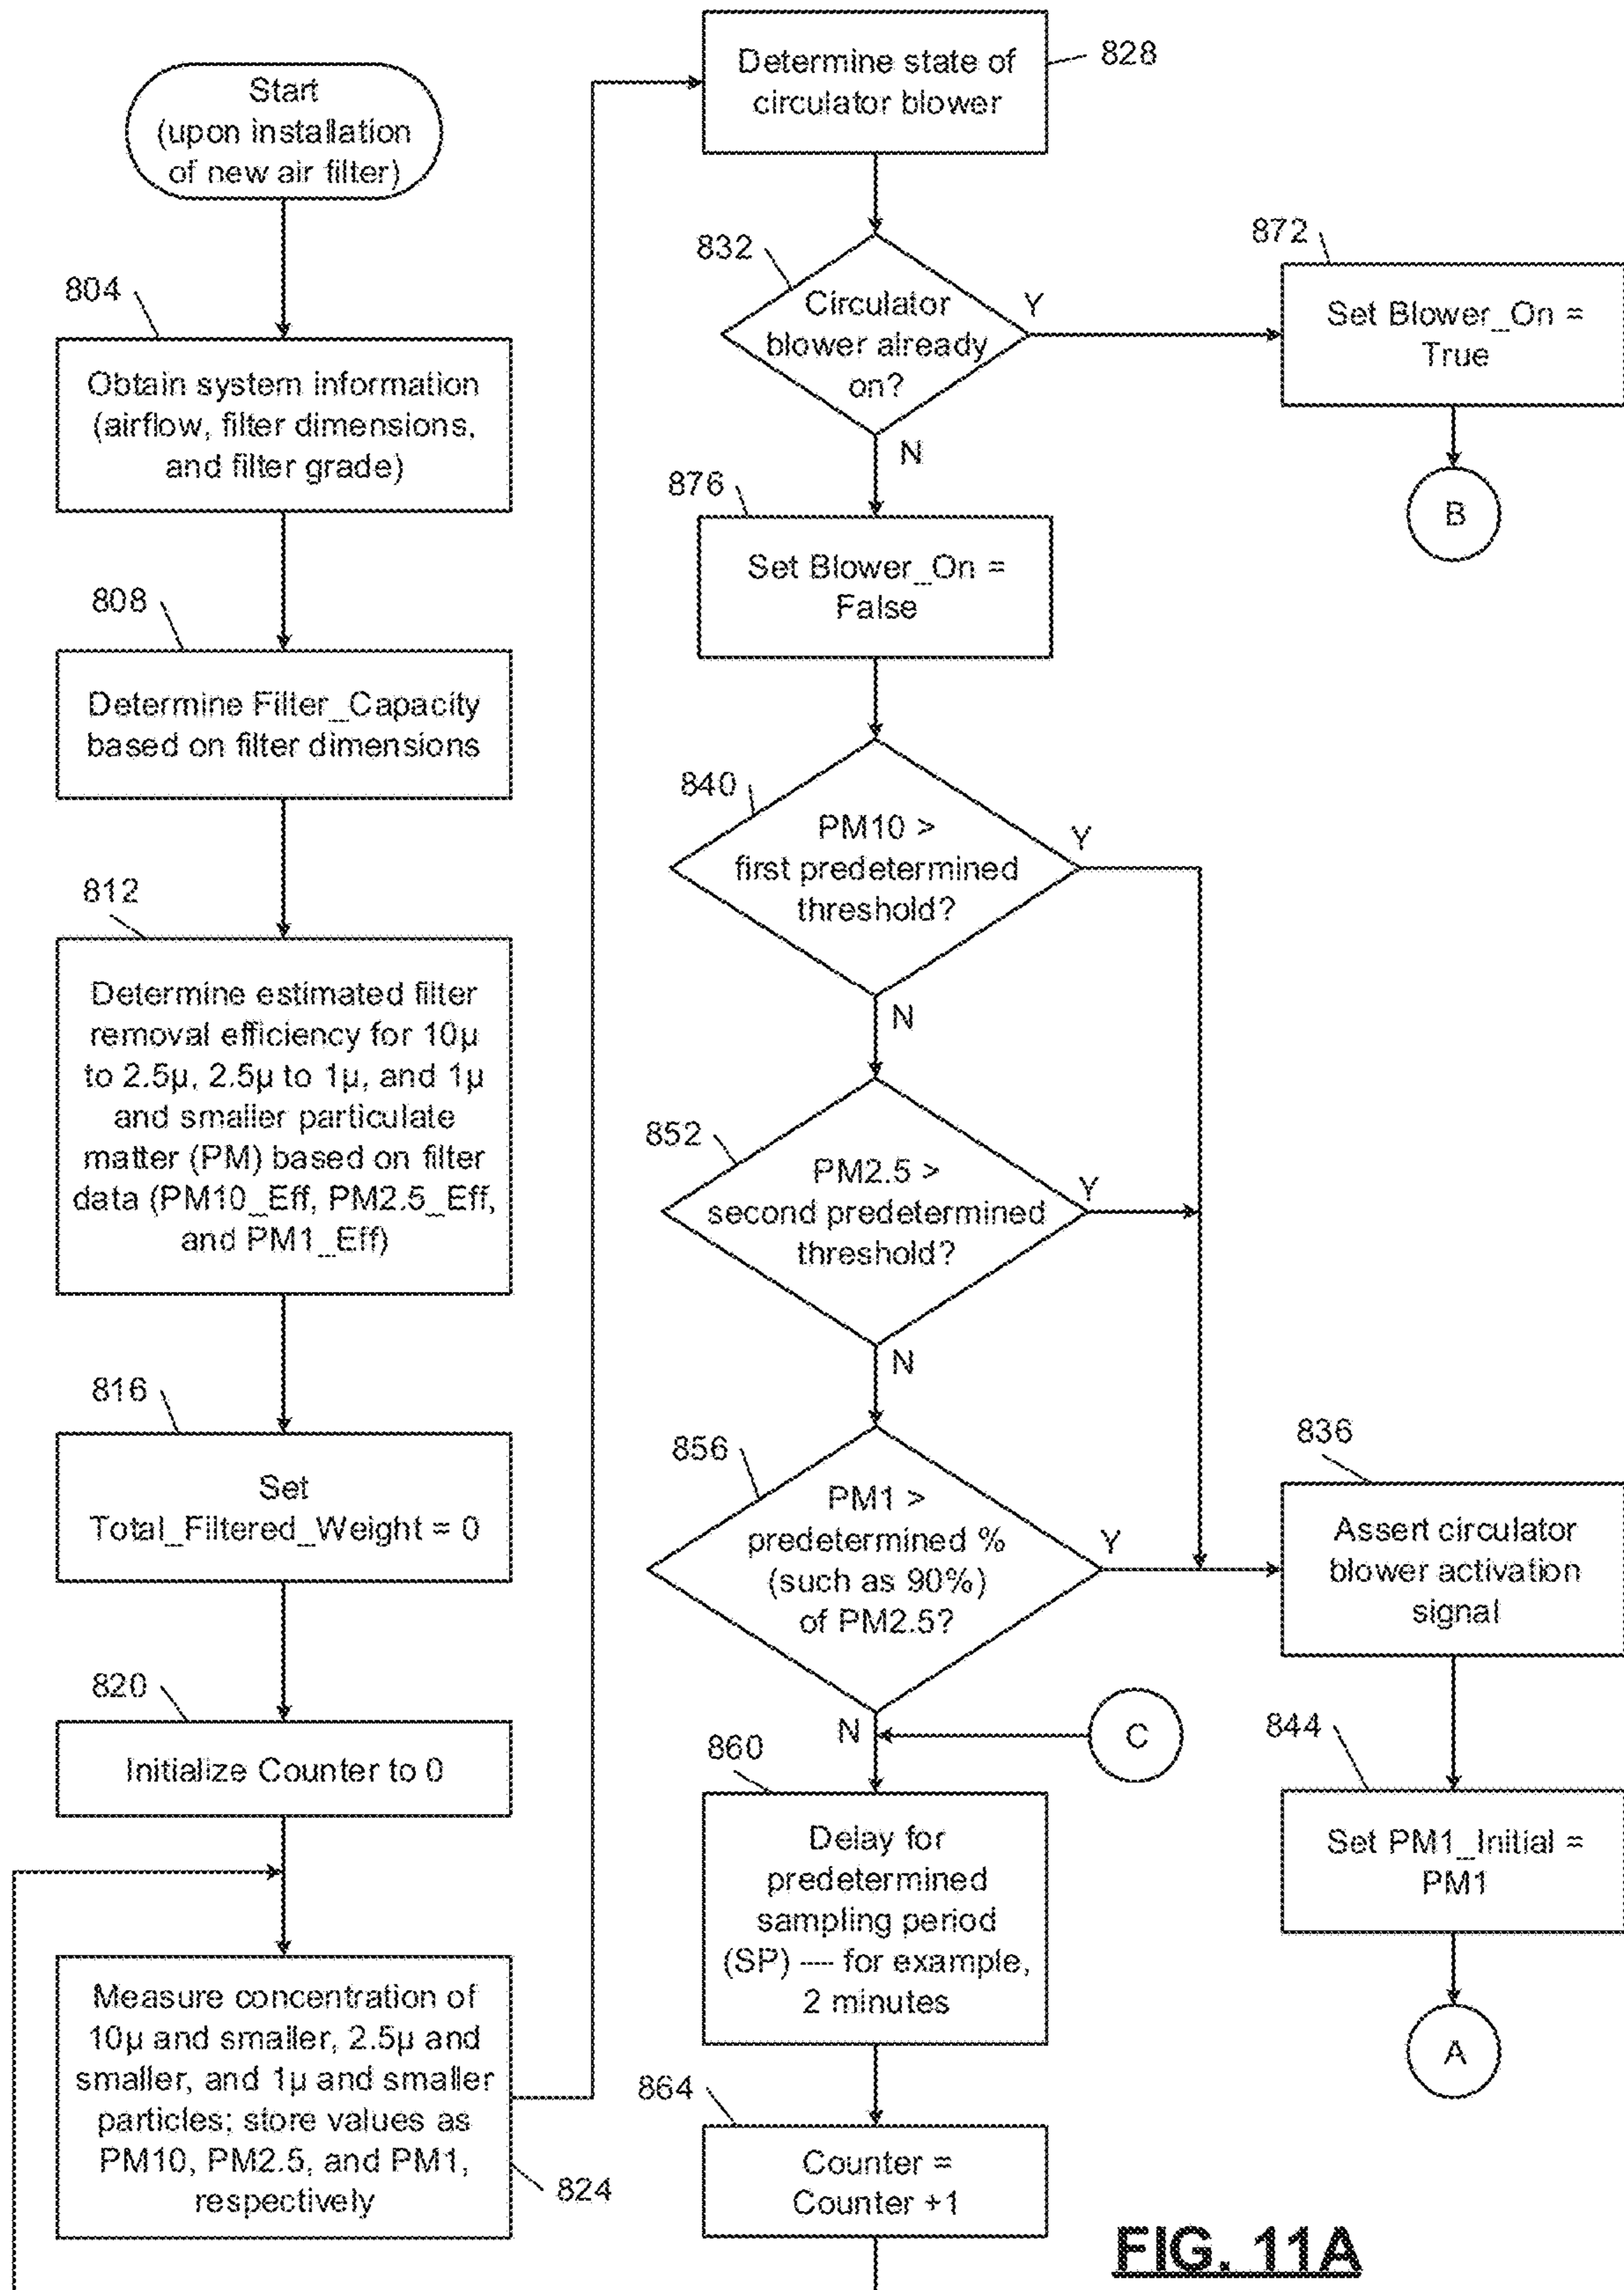 Start
(upon installation
of new air filter)
804
Obtain system information
(airflow, filter dimensions,
and filter grade)
808
Determine Filter_Capacity
based on filter dimensions
812
Determine estimated filter
removal efficiency for 10µ
to 2.5µ, 2.5µ to 1µ, and 1µ
and smaller particulate
matter (PM) based on filter
data (PM10_Eff, PM2.5_Eff,
and PM1_Eff)
816
Set
Total_Filtered_Weight = 0
820
Initialize Counter to 0
Measure concentration of
10µ and smaller, 2.5µ and
smaller, and 1µ and smaller
particles; store values as
PM10, PM2.5, and PM1,
respectively
824
Determine state of
circulator blower
828
832
Circulator
blower already
on?
Y
N
872
Set Blower_On =
True
B
876
Set Blower_On =
False
840
PM10 >
first predetermined
threshold?
Y
N
852
PM2.5 >
second predetermined
threshold?
Y
N
856
PM1 >
predetermined %
(such as 90%)
of PM2.5?
Y
N
836
Assert circulator
blower activation
signal
C
844
Set PM1_Initial =
PM1
A
860
Delay for
predetermined
sampling period
(SP) --- for example,
2 minutes
864
Counter =
Counter +1
FIG. 11A